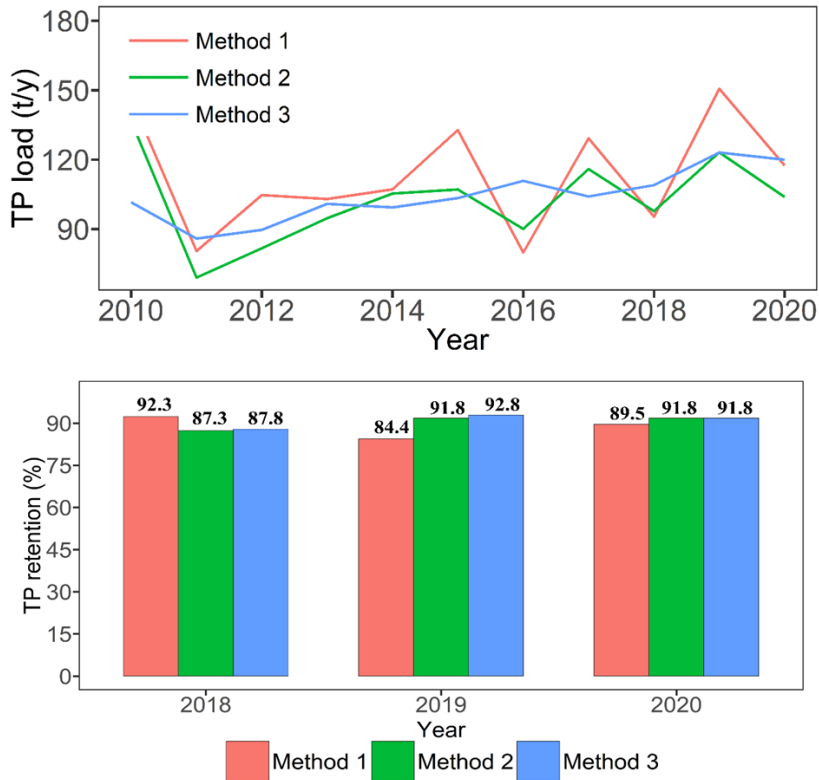 TP load (t/y)
180
150
120
90
Method 1
Method 2
Method 3
2010 2012 2014 2016 2018 2020
Year
TP retention (%)
90
75
60
45
30
15
0
92.3 87.3 87.8 84.4 91.8 92.8 89.5 91.8 91.8
2018 2019 2020
Year
Method 1 Method 2 Method 3